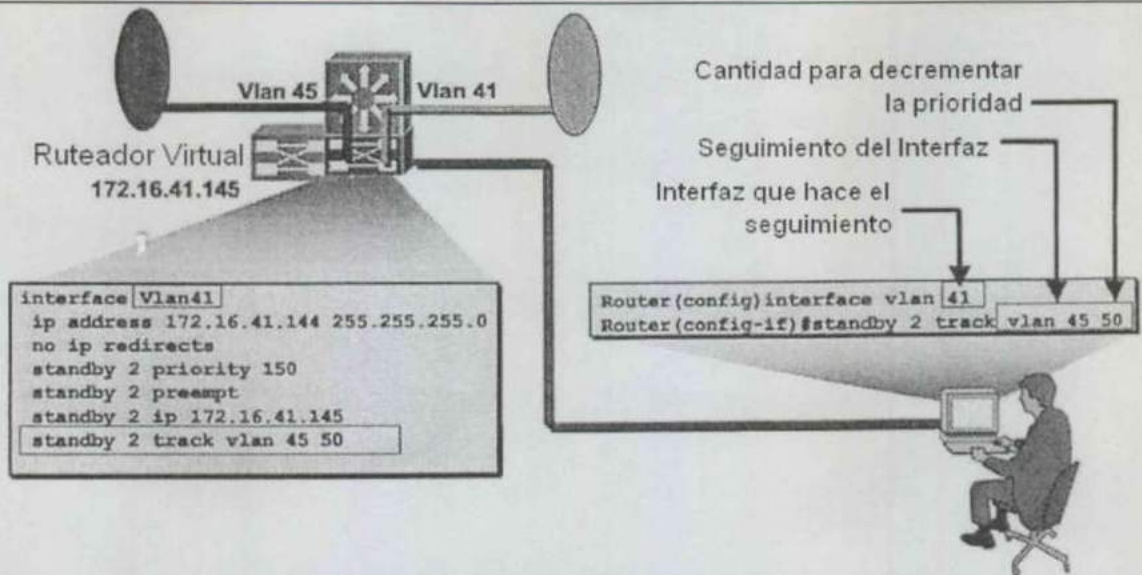 Vlan 45
Vlan 41
Ruteador Virtual
172.16.41.145
Cantidad para decrementar
la prioridad
Seguimiento del Interfaz
Interfaz que hace el
seguimiento
interface Vlan41
ip address 172.16.41.144 255.255.255.0
no ip redirects
standby 2 priority 150
standby 2 preempt
standby 2 ip 172.16.41.145
standby 2 track vlan 45 50
Router(config)interface vlan 41
Router(config-if)#standby 2 track vlan 45 50